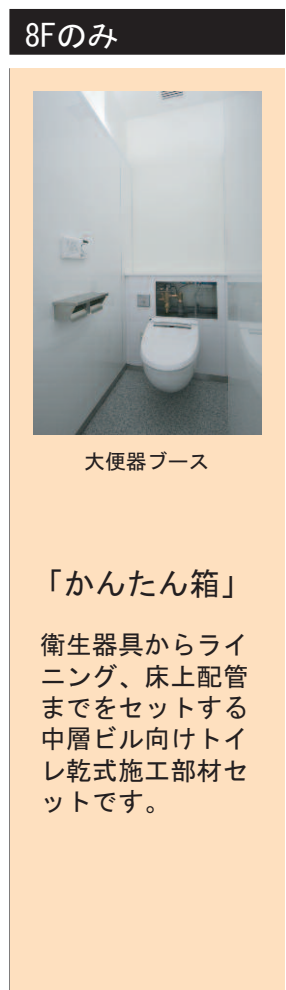 8Fのみ
大便器ブース
「かんたん箱」
衛生器具からライ
ニング、床上配管
までをセットする
中層ビル向けトイ
レ乾式施工部材セ
ットです。